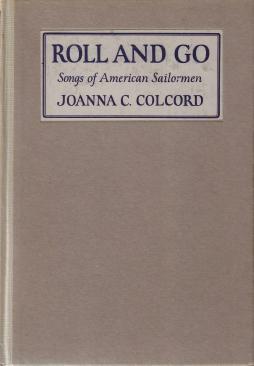 ROLL AND GO
Songs of American Sailormen
JOANNA C. COLCORD